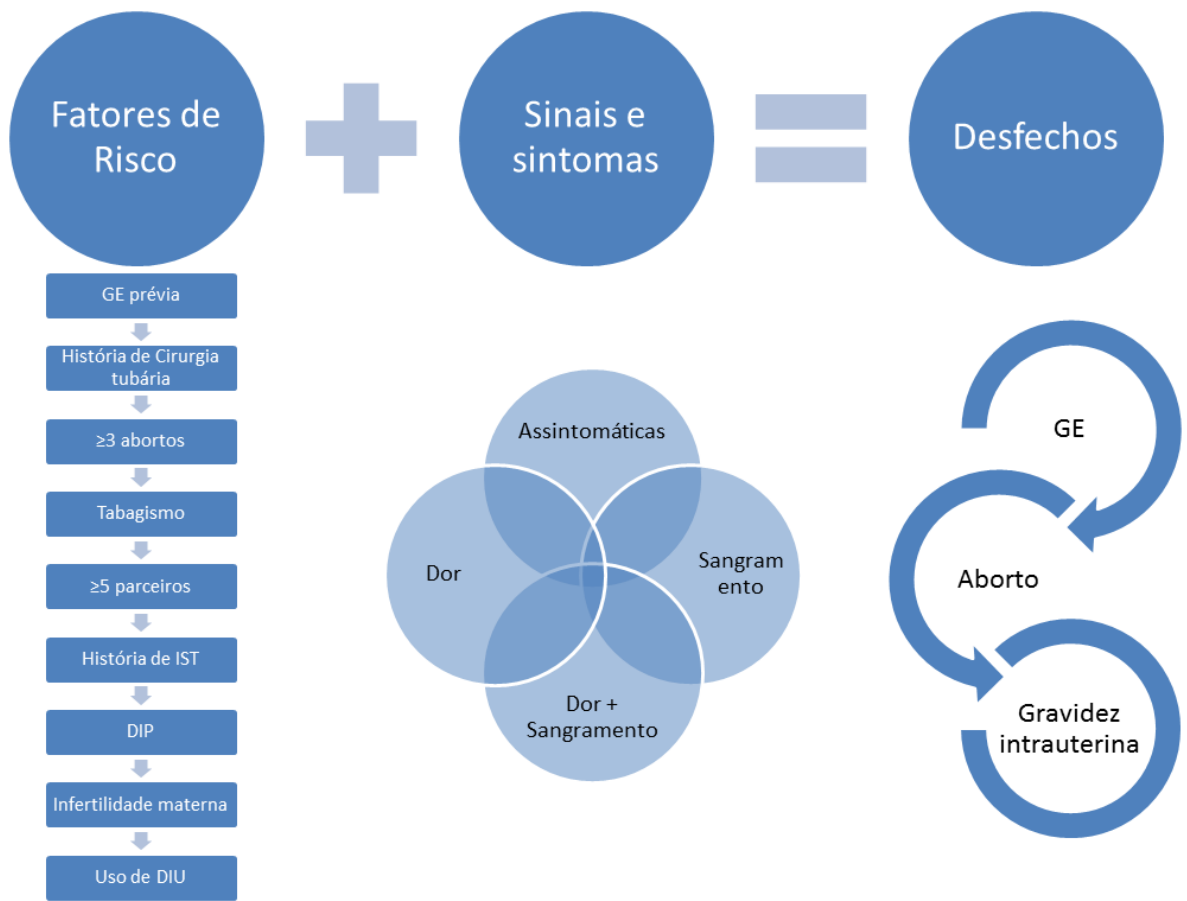 Fatores de
Risco
Sinais e
sintomas
Desfechos
GE prévia
História de Cirurgia
tubária
≥3 abortos
Tabagismo
≥5 parceiros
História de IST
DIP
Infertilidade materna
Uso de DIU
Assintomáticas
Dor
Sangram
ento
Dor +
Sangramento
GE
Aborto
Gravidez
intrauterina